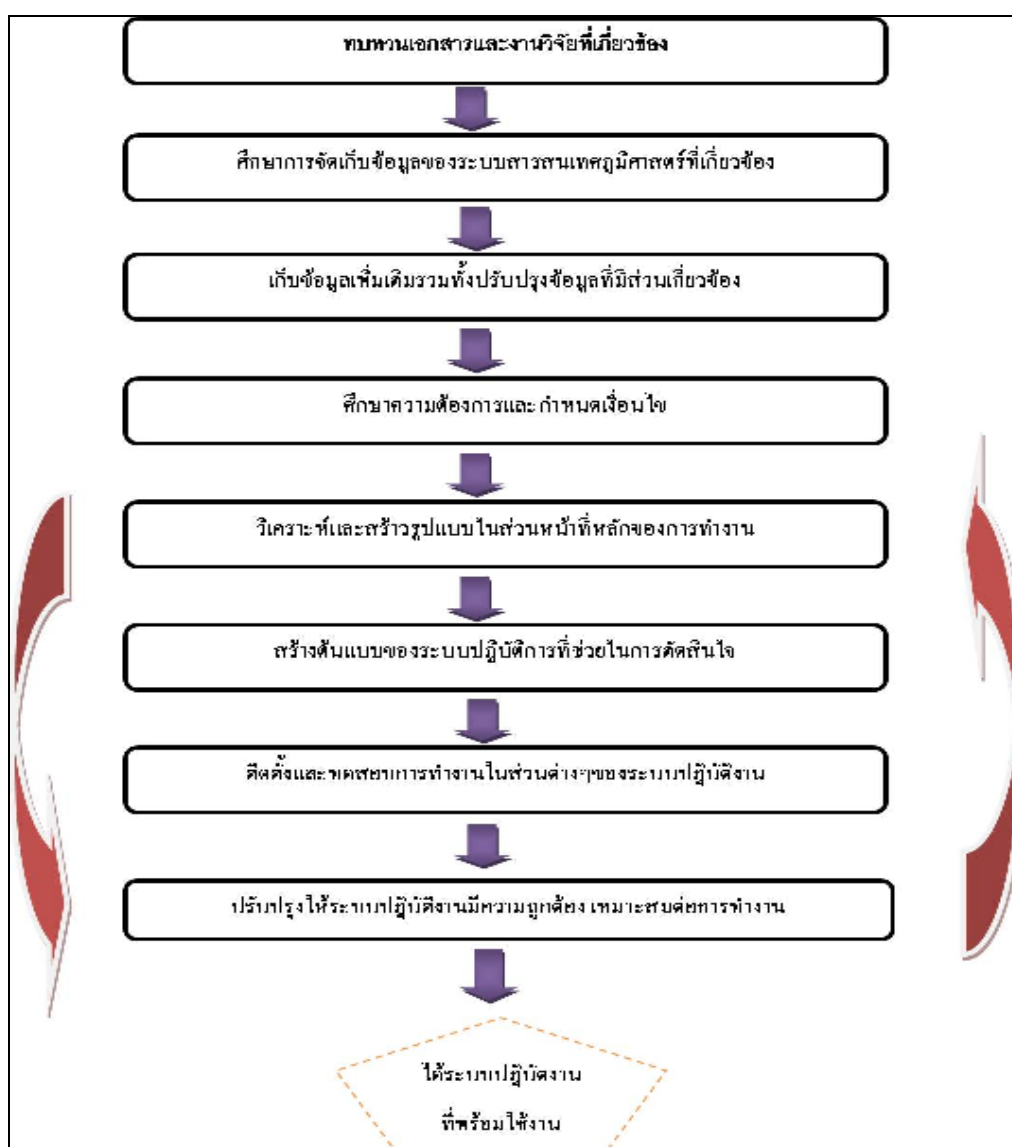 ทบทวนเอกสารและงานวิจัยที่เกี่ยวข้อง
ศึกษาการจัดเก็บข้อมูลของระบบสารสนเทศภูมิศาสตร์ที่เกี่ยวข้อง
เก็บข้อมูลเพิ่มเติมรวมทั้งปรับปรุงข้อมูลที่มีส่วนเกี่ยวข้อง
ศึกษาความต้องการและกำหนดเงื่อนไข
วิเคราะห์และสร้างรูปแบบในส่วนหน้าที่หลักของการทำงาน
สร้างต้นแบบของระบบปฏิบัติการที่ช่วยในการตัดสินใจ
ติดตั้งและทดสอบการทำงานในส่วนต่างๆของระบบปฏิบัติงาน
ปรับปรุงให้ระบบปฏิบัติงานมีความถูกต้อง เหมาะสมต่อการทำงาน
ได้ระบบปฏิบัติงาน
ที่พร้อมใช้งาน